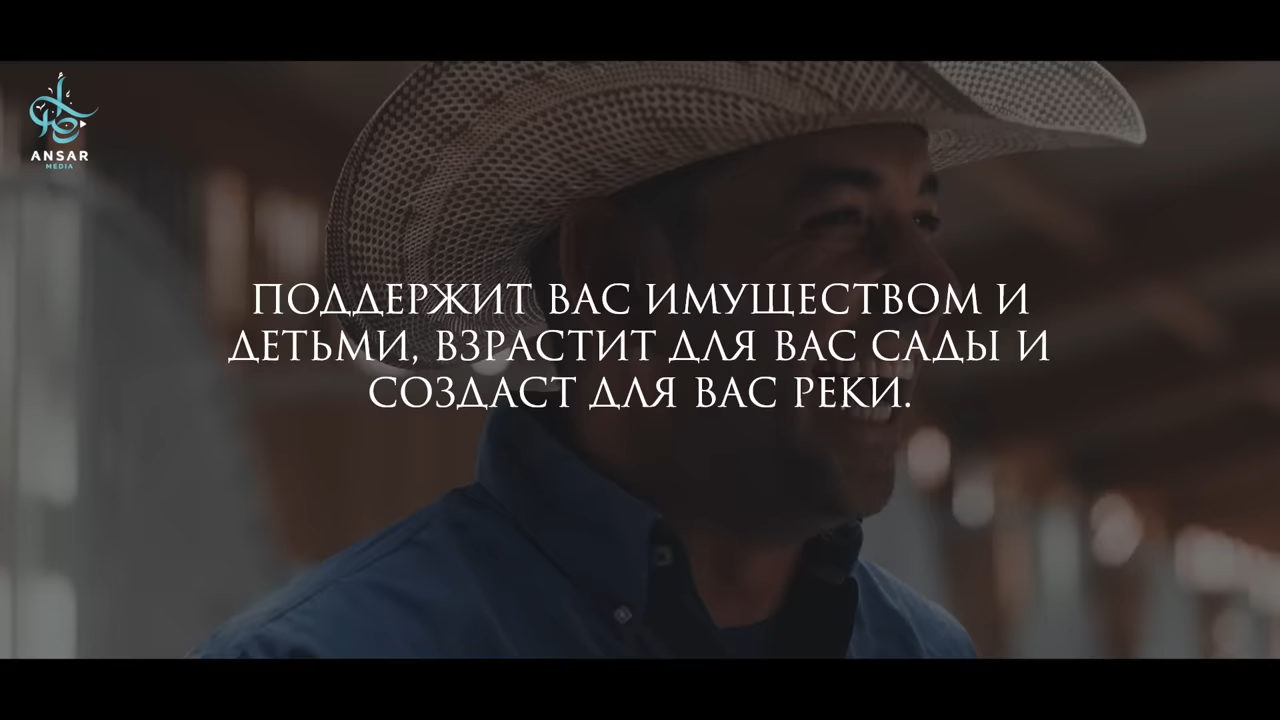 ANSAR
MEDIA
ПОДДЕРЖИТ ВАС ИМУЩЕСТВОМ И
ДЕТЬМИ, ВЗРАСТИТ ДЛЯ ВАС САДЫ И
СОЗДАСТ ДЛЯ ВАС РЕКИ.